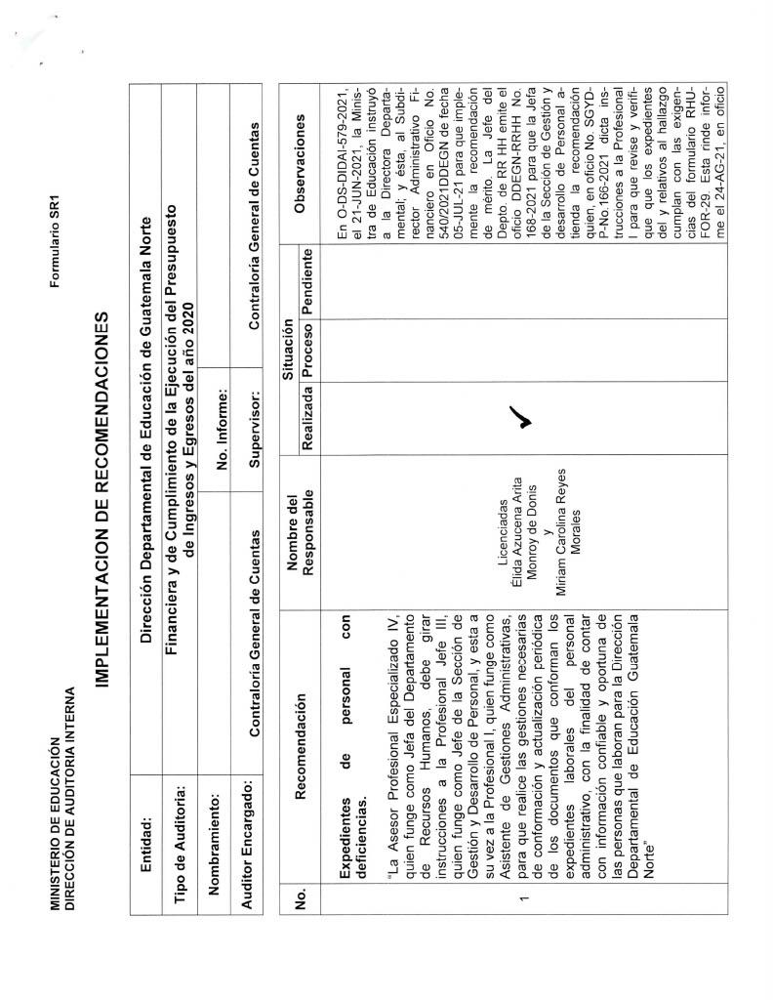 MINISTERIO DE EDUCACIÓN
DIRECCIÓN DE AUDITORIA INTERNA
Formulario SR1
IMPLEMENTACION DE RECOMENDACIONES
Entidad:
Dirección Departamental de Educación de Guatemala Norte
Tipo de Auditoria:
Financiera y de Cumplimiento de la Ejecución del Presupuesto
de Ingresos y Egresos del año 2020
Nombramiento:
No. Informe:
Auditor Encargado:
Contraloría General de Cuentas
Supervisor:
Contraloría General de Cuentas
No.
Recomendación
Nombre del
Responsable
Situación
Realizada
Proceso
Pendiente
Observaciones
1
Expedientes de personal con
deficiencias.
“La Asesor Profesional Especializado IV,
quien funge como Jefa del Departamento
de Recursos Humanos, debe girar
instrucciones a la Profesional Jefe III,
quien funge como Jefe de la Sección de
Gestión y Desarrollo de Personal, y esta a
su vez a la Profesional I, quien funge como
Asistente de Gestiones Administrativas,
para que realice las gestiones necesarias
de conformación y actualización periódica
de los documentos que conforman los
expedientes laborales del personal
administrativo, con la finalidad de contar
con información confiable y oportuna de
las personas que laboran para la Dirección
Departamental de Educación Guatemala
Norte”
Licenciadas
Élida Azucena Arita
Monroy de Donis
y
Miriam Carolina Reyes
Morales
✓
En O-DS-DIDAI-579-2021,
el 21-JUN-2021, la Minis-
tra de Educación instruyó
a la Directora Departa-
mental; y ésta, al Subdi-
rector Administrativo Fi-
nanciero en Oficio No.
540/2021DDEGN de fecha
05-JUL-21 para que imple-
mente la recomendación
de mérito. La Jefe del
Depto. de RR HH emite el
oficio DDEGN-RRHH No.
168-2021 para que la Jefa
de la Sección de Gestión y
desarrollo de Personal a-
tienda la recomendación
quien, en oficio No. SGYD-
P-No.166-2021 dicta ins-
trucciones a la Profesional
I para que revise y verifi-
que que los expedientes
del y relativos al hallazgo
cumplan con las exigen-
cias del formulario RHU-
FOR-29. Esta rinde infor-
me el 24-AG-21, en oficio